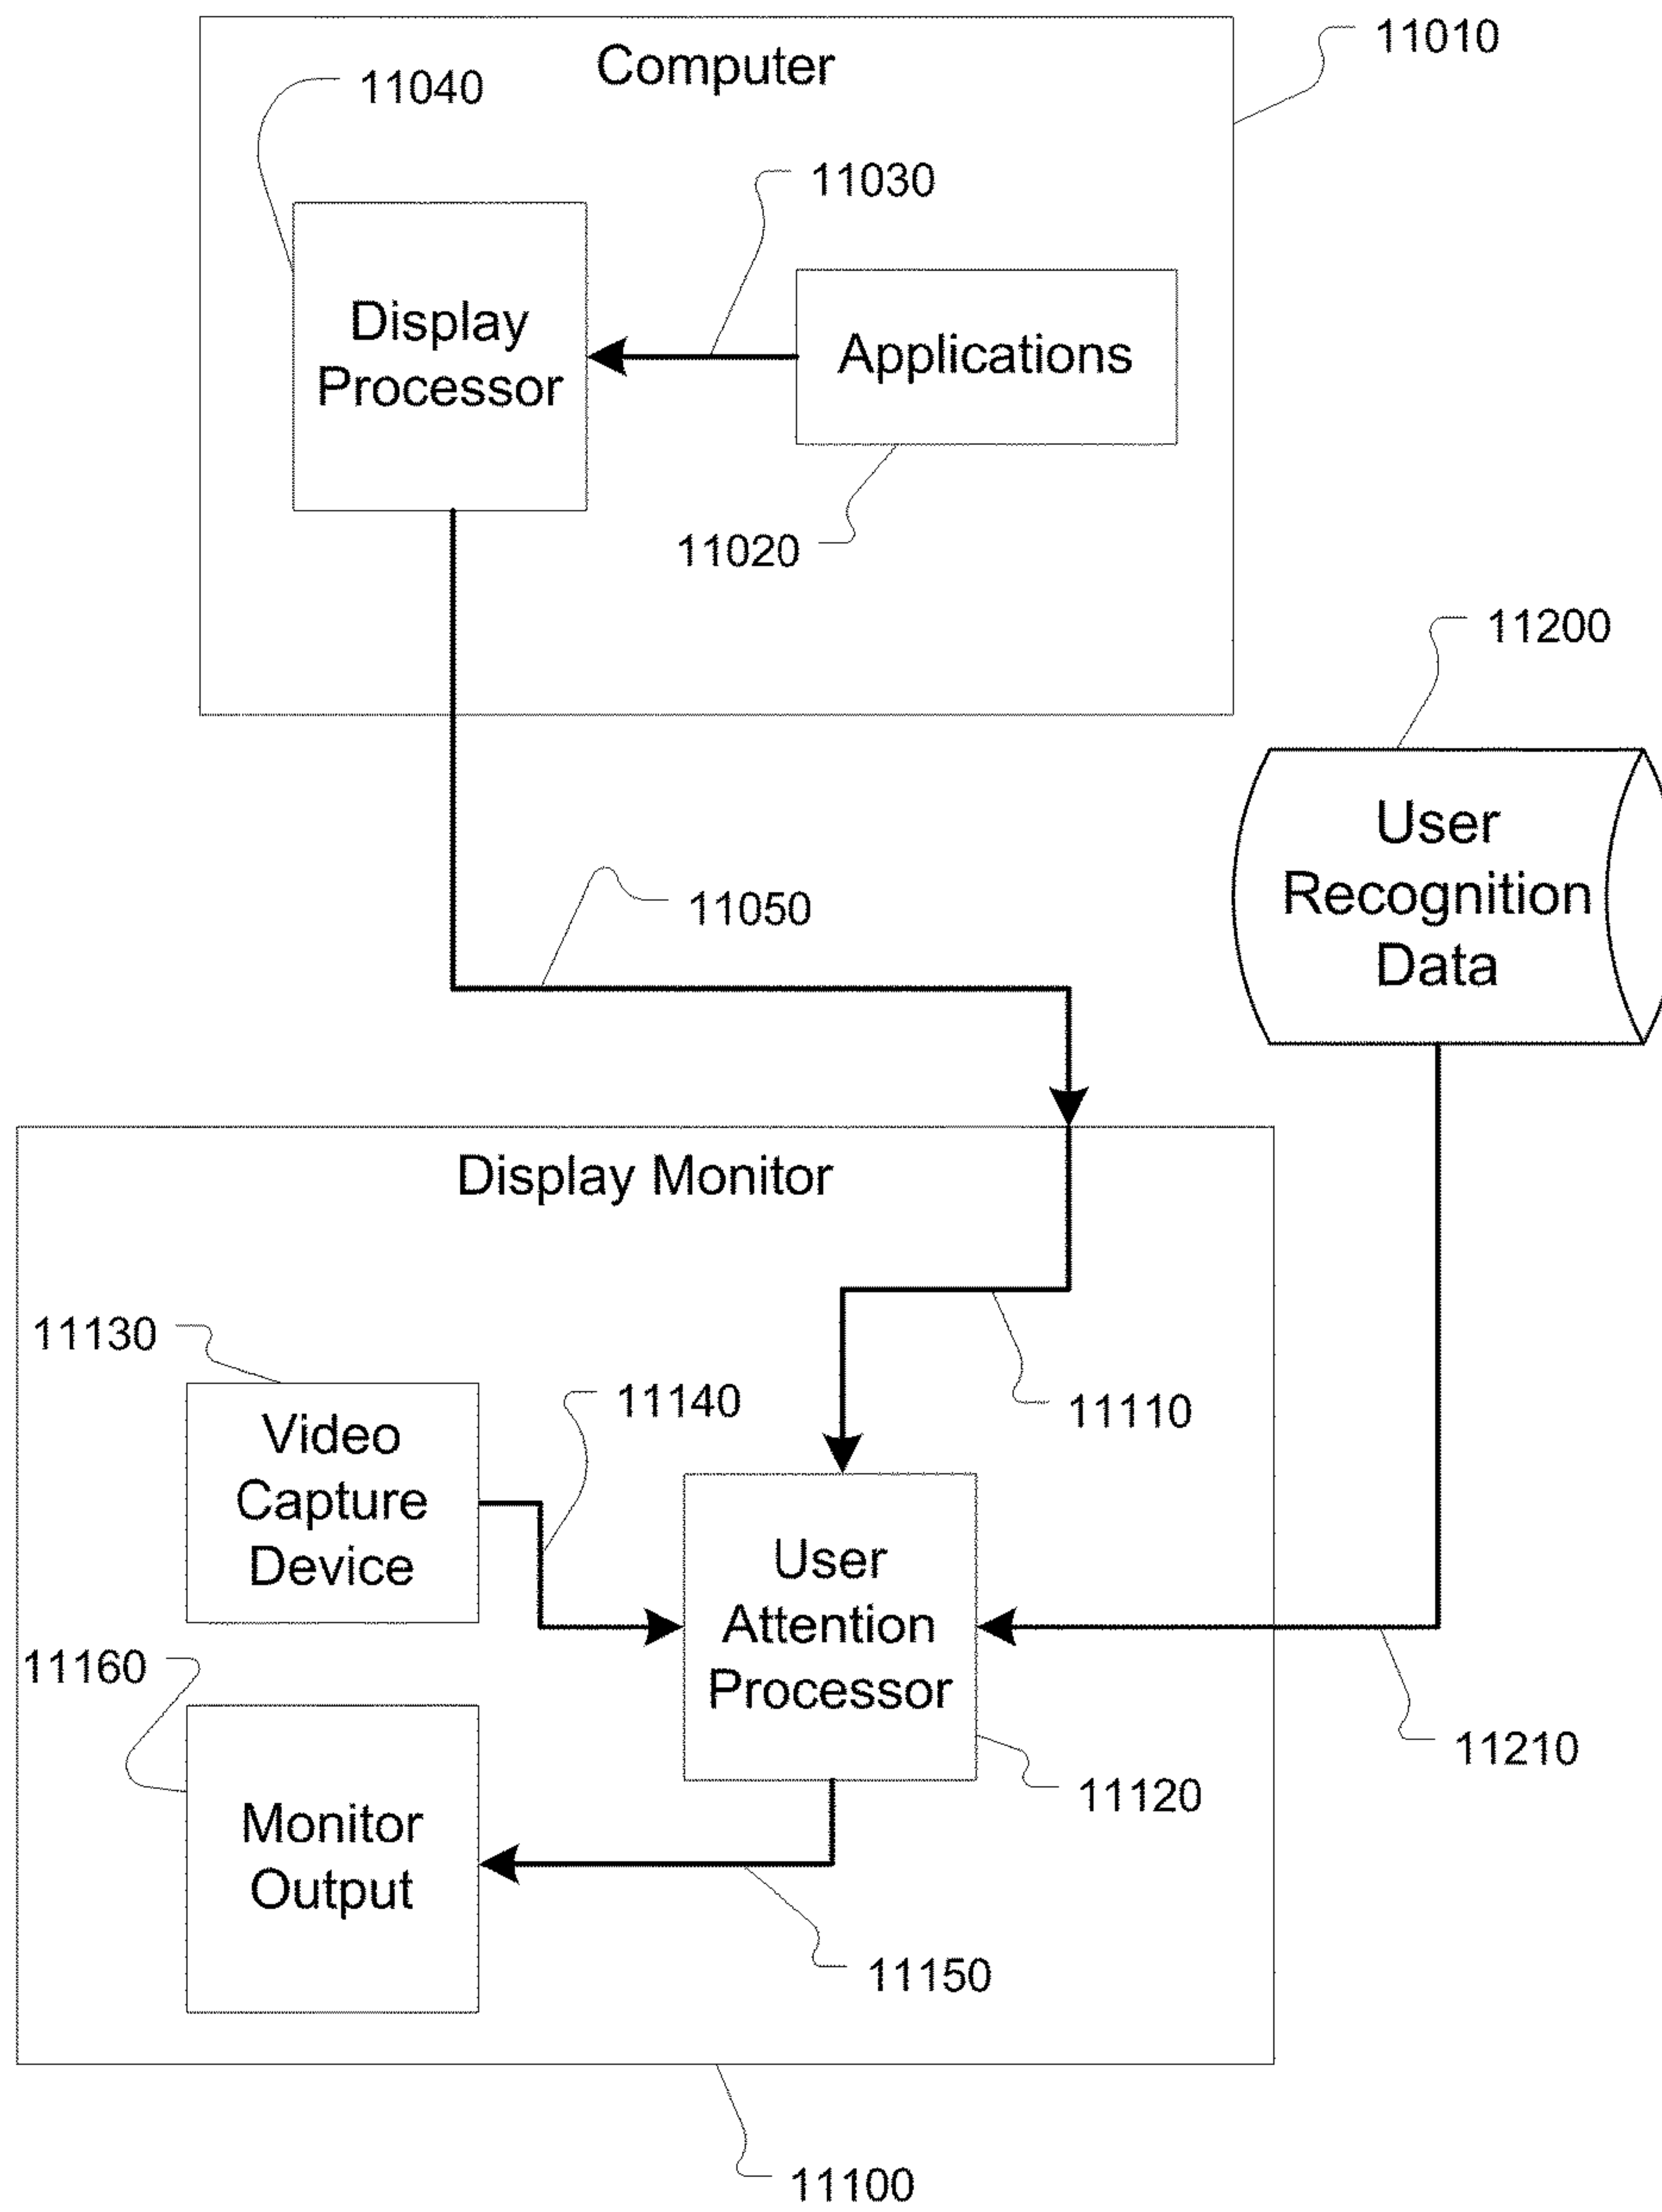 11010
Computer
11040
11030
Display
Processor
Applications
11020
11200
User
Recognition
Data
11050
Display Monitor
11130
11140
11110
Video
Capture
Device
User
Attention
Processor
11160
11210
11120
Monitor
Output
11150
11100